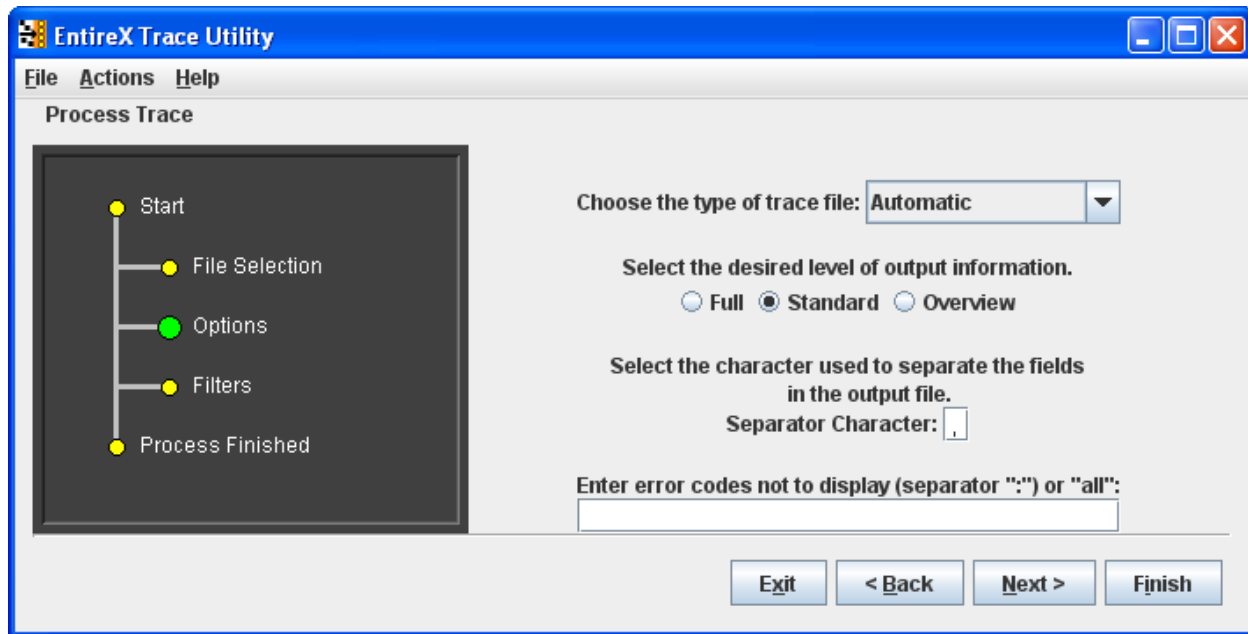 EntireX Trace Utility
File Actions Help
Process Trace
Start
File Selection
Options
Filters
Process Finished
Choose the type of trace file: Automatic
Select the desired level of output information.
Full Standard Overview
Select the character used to separate the fields
in the output file.
Separator Character: ,
Enter error codes not to display (separator ":") or "all":
Exit < Back Next > Finish